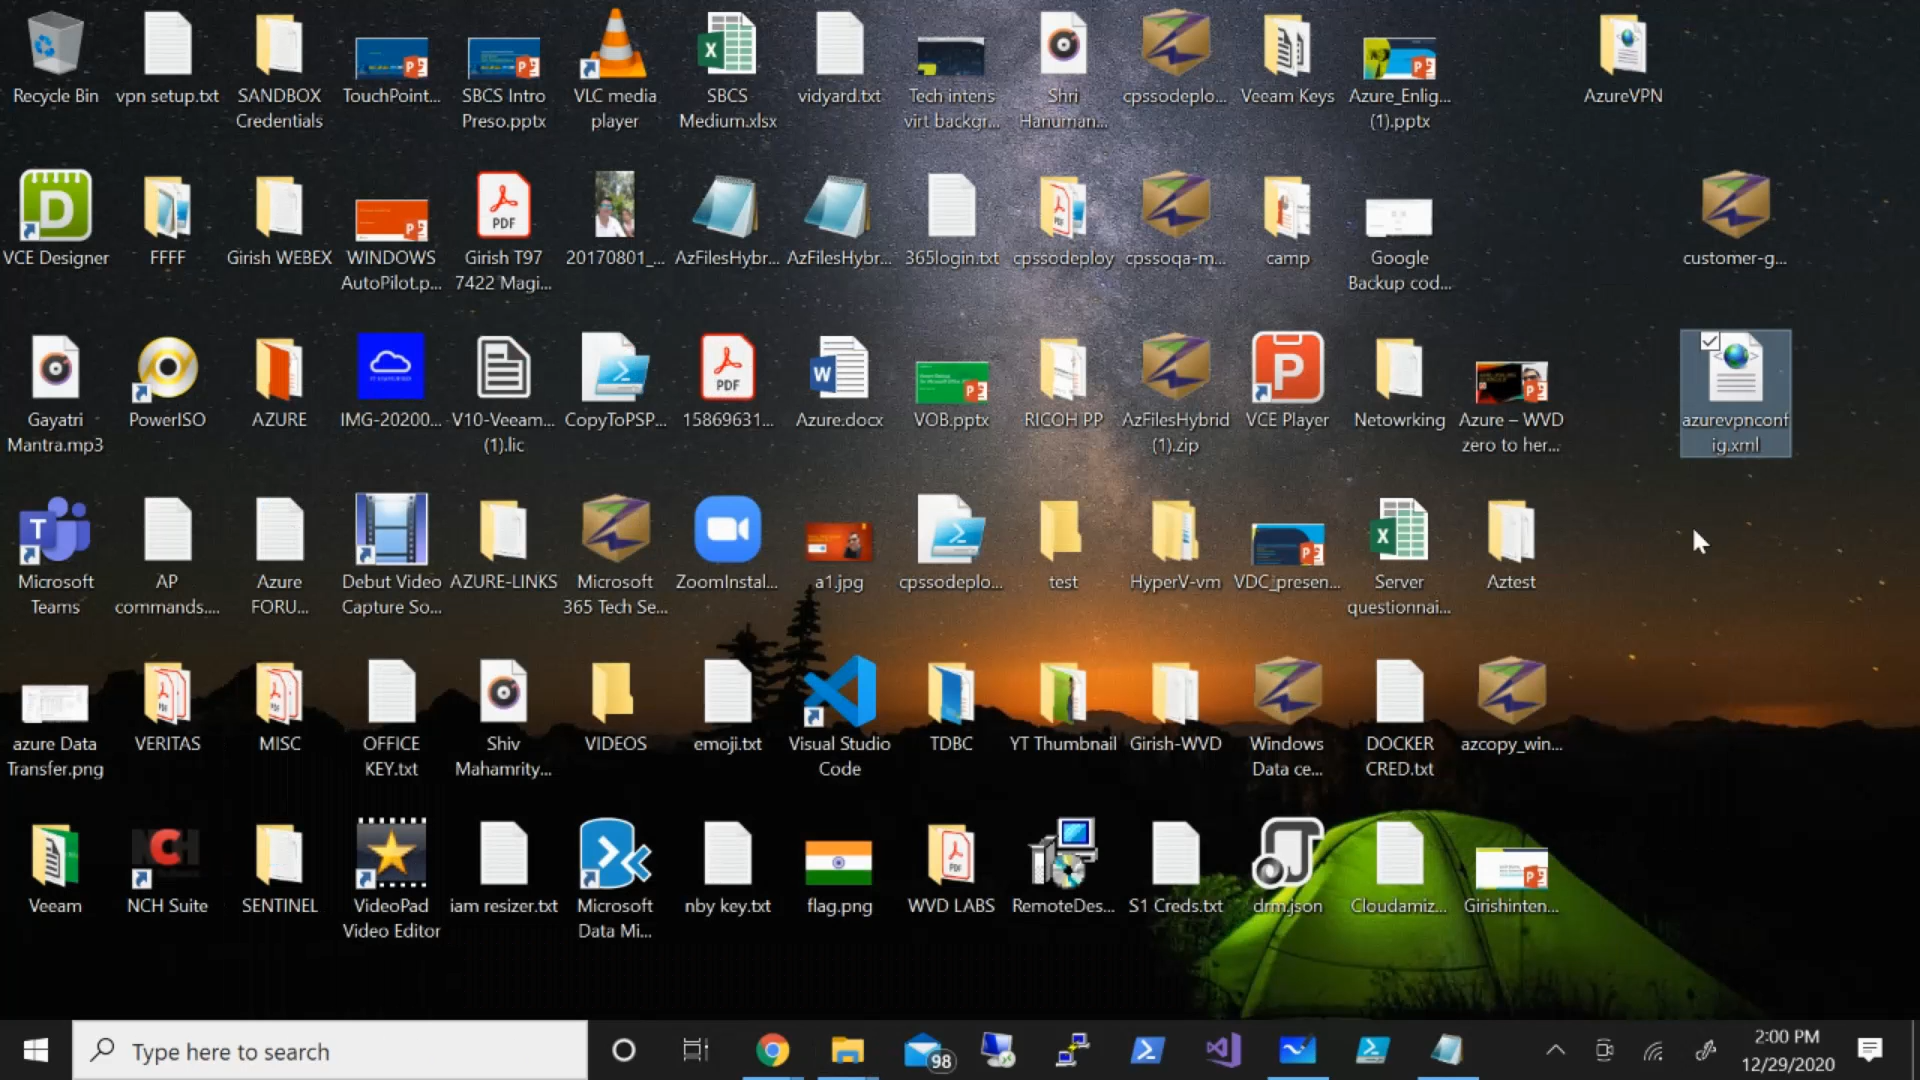 Recycle Bin
vpn setup.txt
SANDBOX
Credentials
TouchPoint...
SBCS Intro
Preso.pptx
VLC media
player
SBCS
Medium.xlsx
vidyard.txt
Tech intens
virt backgr...
Shri
Hanuman...
cpssodeplo...
Veeam Keys
Azure_Enlig...
(1).pptx
AzureVPN
VCE Designer
FFFF
Girish WEBEX
WINDOWS
AutoPilot.p...
PDF
Girish T97
7422 Magi...
20170801_...
AzFilesHybr...
AzFilesHybr...
365login.txt
cpssodeploy
cpssoqa-m...
camp
Google
Backup cod...
customer-g...
Gayatri
Mantra.mp3
PowerISO
AZURE
IMG-20200...
V10-Veeam...
(1).lic
CopyToPSP...
PDF
15869631...
Azure.docx
VOB.pptx
RICOH PP
AzFilesHybrid
(1).zip
VCE Player
Netowrking
Azure – WVD
zero to her...
azurevpnconf
ig.xml
Microsoft
Teams
AP
commands....
Azure
FORU...
Debut Video
Capture So...
AZURE-LINKS
Microsoft
365 Tech Se...
ZoomInstal...
a1.jpg
cpssodeplo...
test
HyperV-vm
VDC_presen...
Server
questionnai...
Aztest
azure Data
Transfer.png
VERITAS
MISC
OFFICE
KEY.txt
Shiv
Mahamrity...
VIDEOS
emoji.txt
Visual Studio
Code
TDBC
YT Thumbnail
Girish-WVD
Windows
Data ce...
DOCKER
CRED.txt
azcopy_win...
Veeam
NCH
NCH Suite
SENTINEL
VideoPad
Video Editor
iam resizer.txt
Microsoft
Data Mi...
nby key.txt
flag.png
WVD LABS
RemoteDes...
S1 Creds.txt
drm.json
Cloudamiz...
Girishinten...
Type here to search
98
2:00 PM
12/29/2020